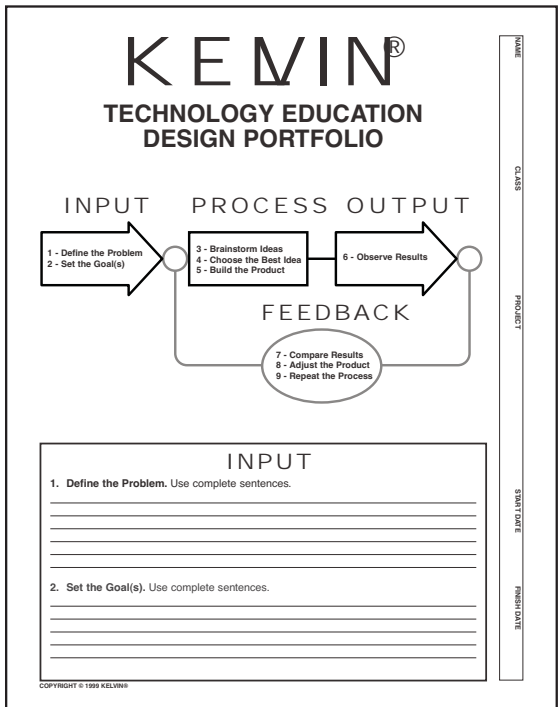 KELVIN®
TECHNOLOGY EDUCATION
DESIGN PORTFOLIO
INPUT
PROCESS
OUTPUT
1 - Define the Problem
2 - Set the Goal(s)
3 - Brainstorm Ideas
4 - Choose the Best Idea
5 - Build the Product
6 - Observe Results
FEEDBACK
7 - Compare Results
8 - Adjust the Product
9 - Repeat the Process
INPUT
1. Define the Problem. Use complete sentences.
2. Set the Goal(s). Use complete sentences.
COPYRIGHT © 1999 KELVIN®
NAME
CLASS
PROJECT
START DATE
FINISH DATE